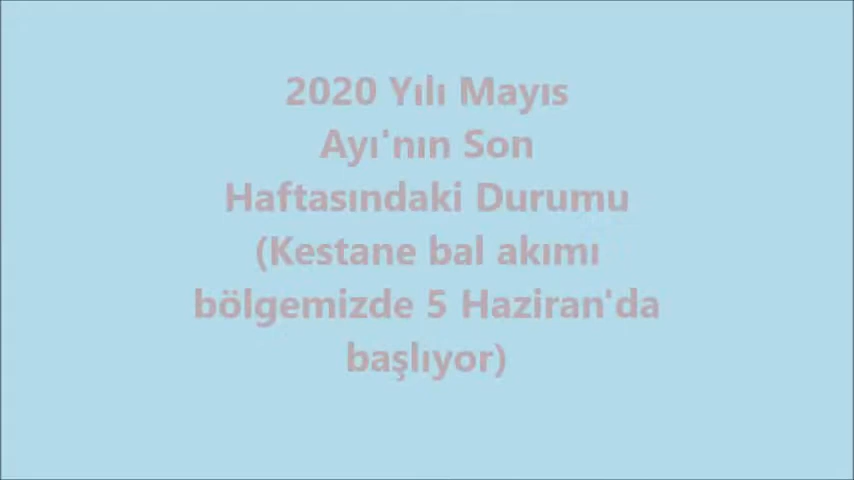 2020 Yılı Mayıs
Ayı'nın Son
Haftasındaki Durumu
(Kestane bal akımı
bölgemizde 5 Haziran'da
başlıyor)